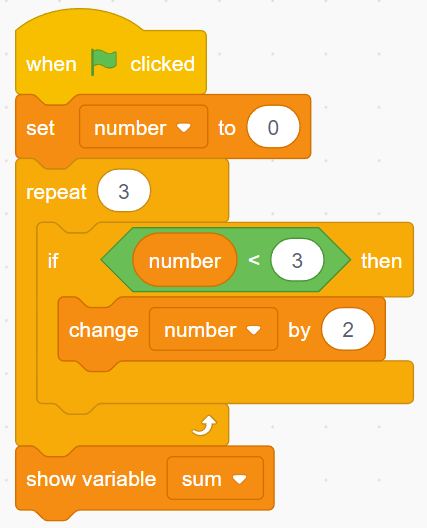 when clicked
set number to 0
repeat 3
if number < 3 then
change number by 2
show variable sum